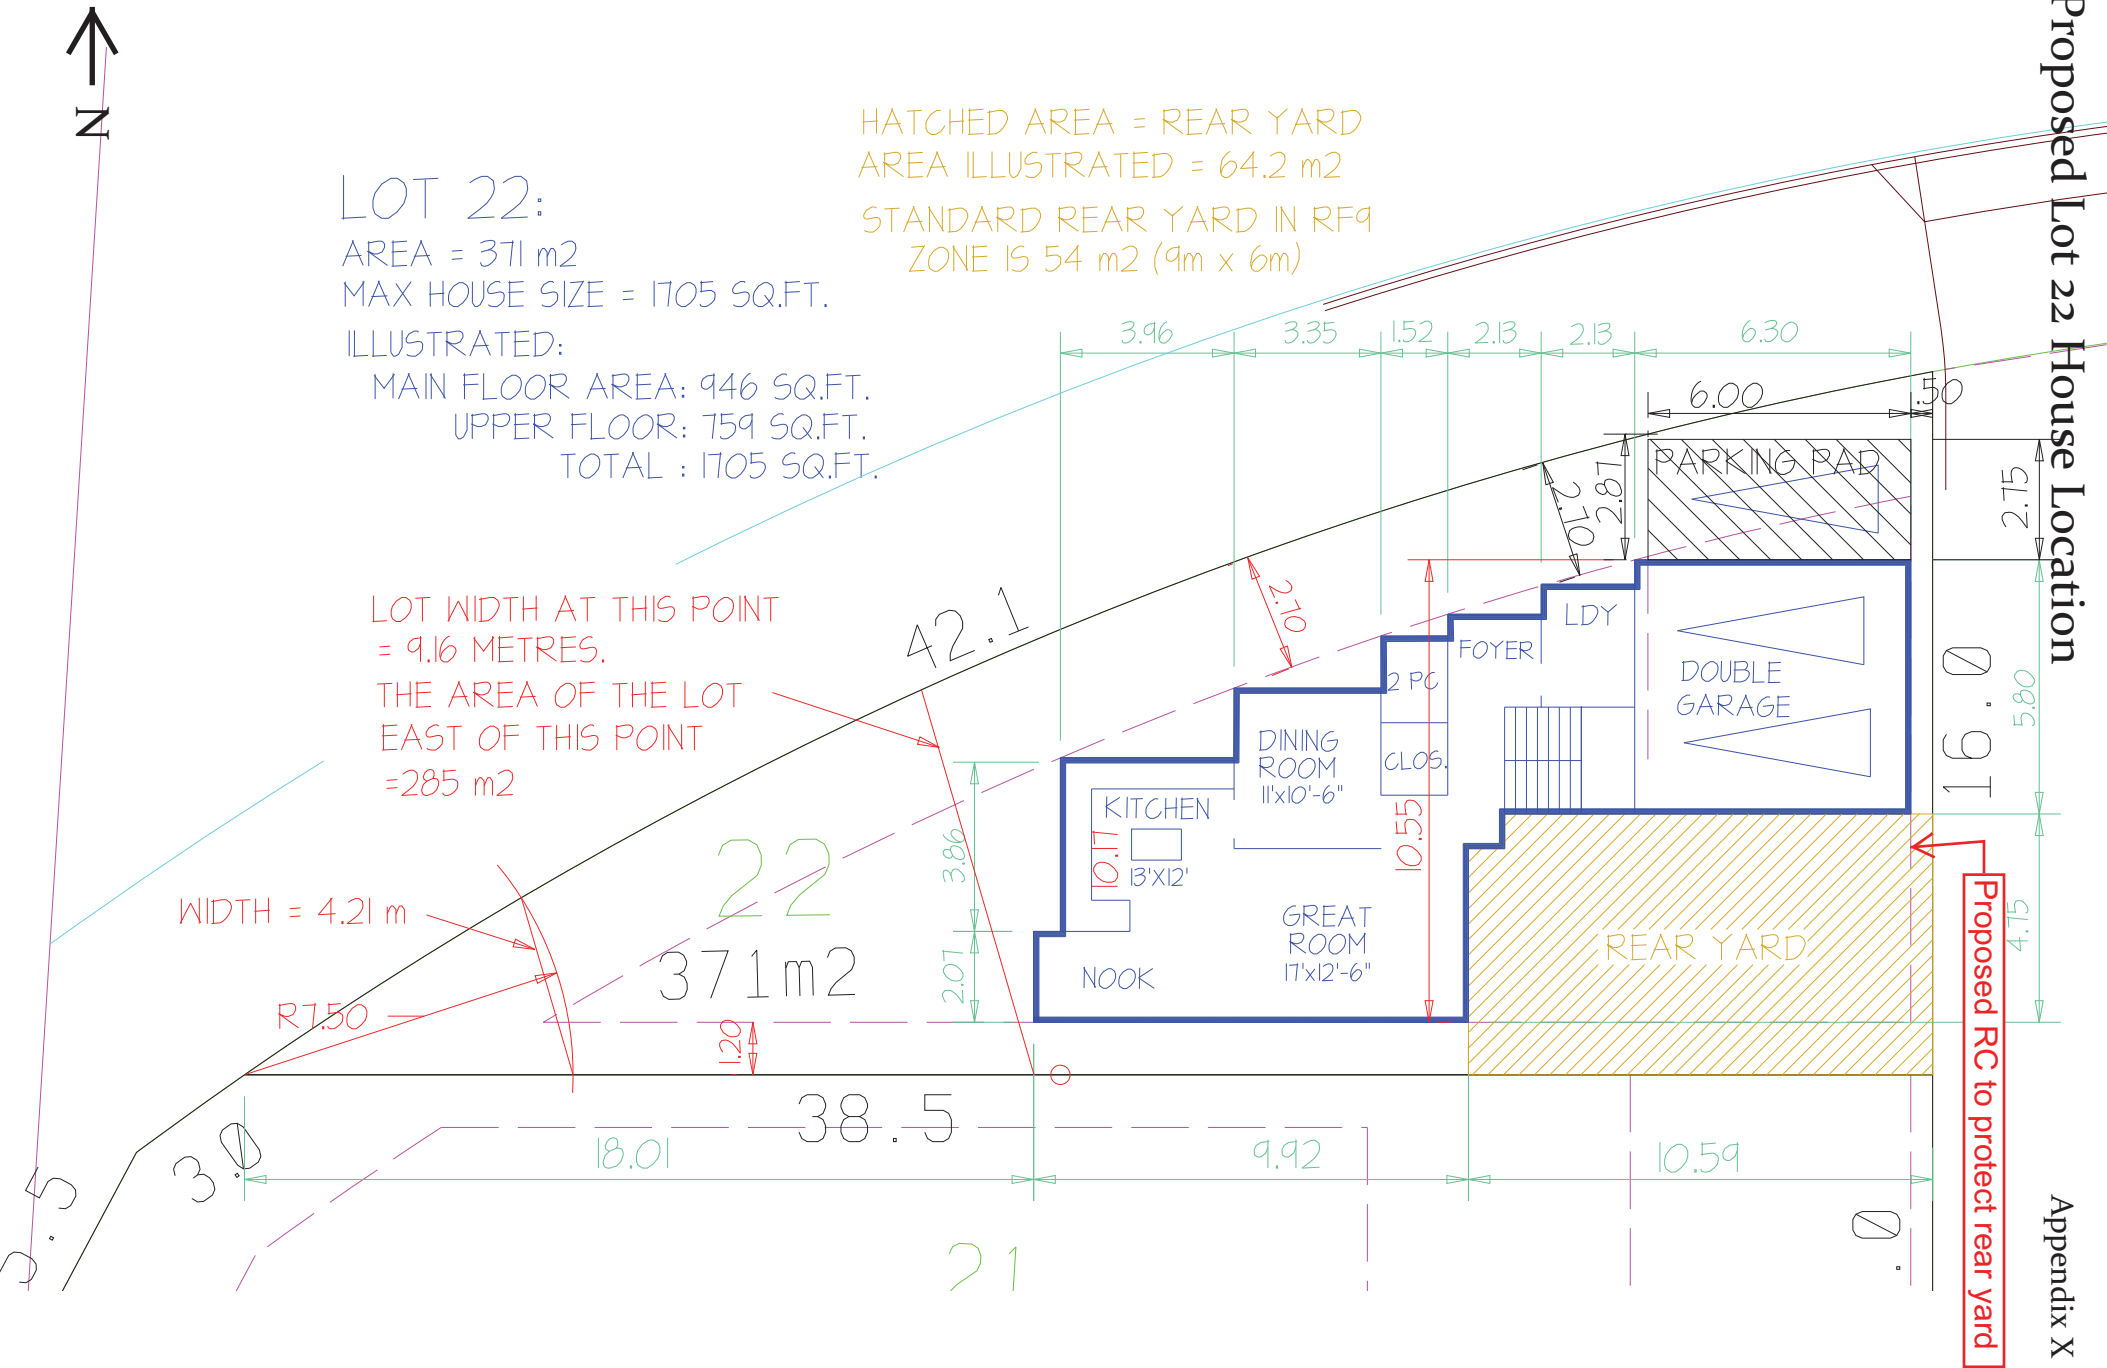 N
Proposed Lot 22 House Location
Appendix X
HATCHED AREA = REAR YARD
AREA ILLUSTRATED = 64.2 m2
STANDARD REAR YARD IN RF9
ZONE IS 54 m2 (9m x 6m)
LOT 22:
AREA = 371 m2
MAX HOUSE SIZE = 1705 SQ.FT.
ILLUSTRATED:
MAIN FLOOR AREA: 946 SQ.FT.
UPPER FLOOR: 759 SQ.FT.
TOTAL : 1705 SQ.FT.
3.96
3.35
1.52
2.13
2.13
6.30
6.00
.50
PARKING PAD
2.87
2.10
2.75
2.70
LOT WIDTH AT THIS POINT
= 9.16 METRES.
THE AREA OF THE LOT
EAST OF THIS POINT
=285 m2
42.1
LDY
FOYER
2 PC
DOUBLE
GARAGE
16.0
5.80
DINING
ROOM
11'x10'-6"
CLOS.
KITCHEN
13'X12'
10.17
10.55
3.86
22
371m2
WIDTH = 4.21 m
GREAT
ROOM
17'x12'-6"
NOOK
REAR YARD
4.75
Proposed RC to protect rear yard
2.07
R7.50
1.20
38.5
3.0
18.01
9.92
10.59
.5
.0
21